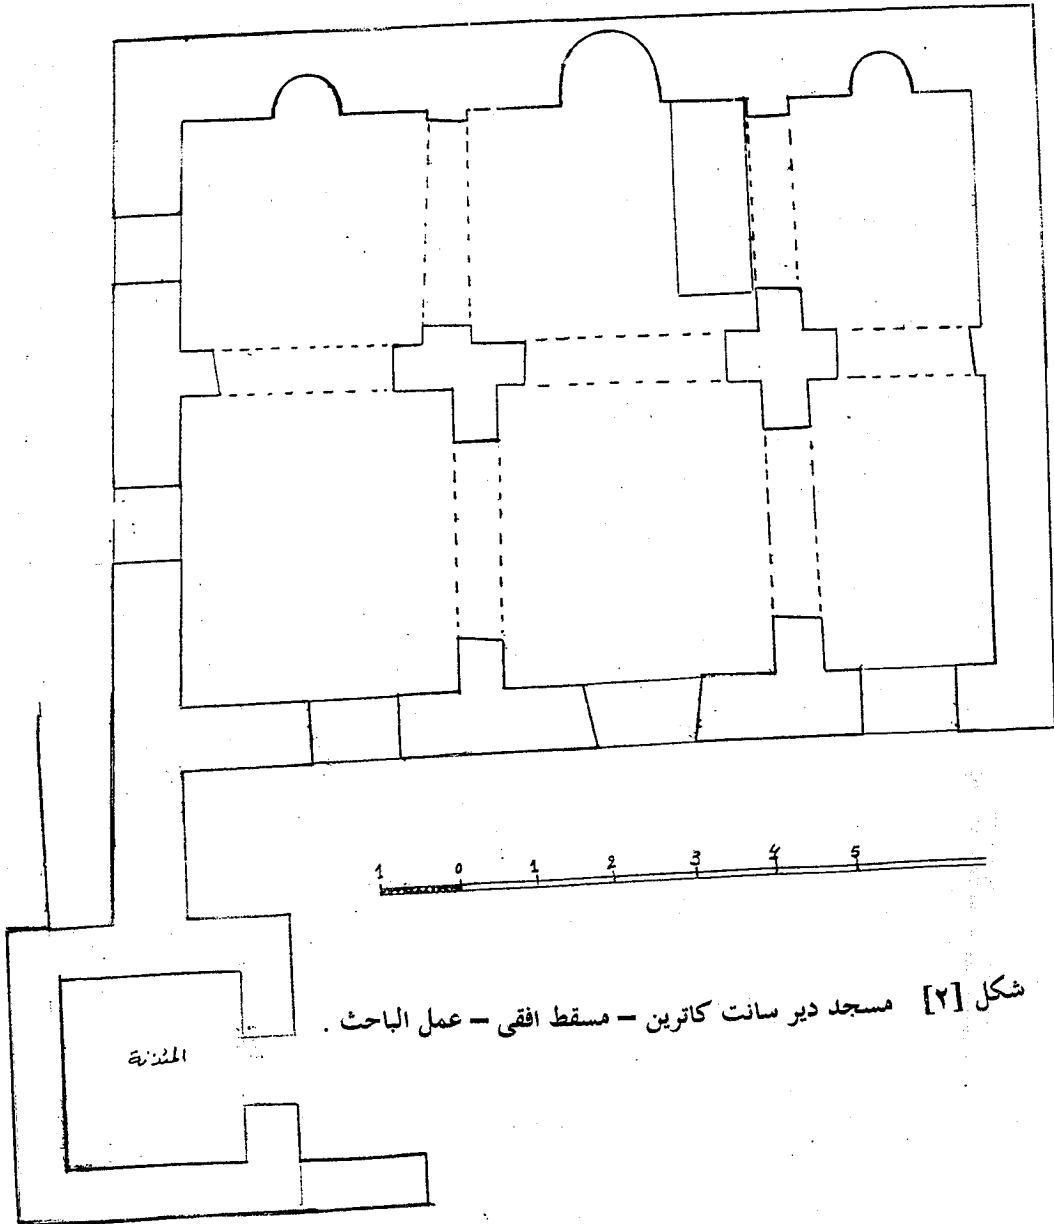 1 0 1 2 3 4 5
شكل [٢] مسجد دير سانت كاترين – مسقط افقى – عمل الباحث .
المئذنة